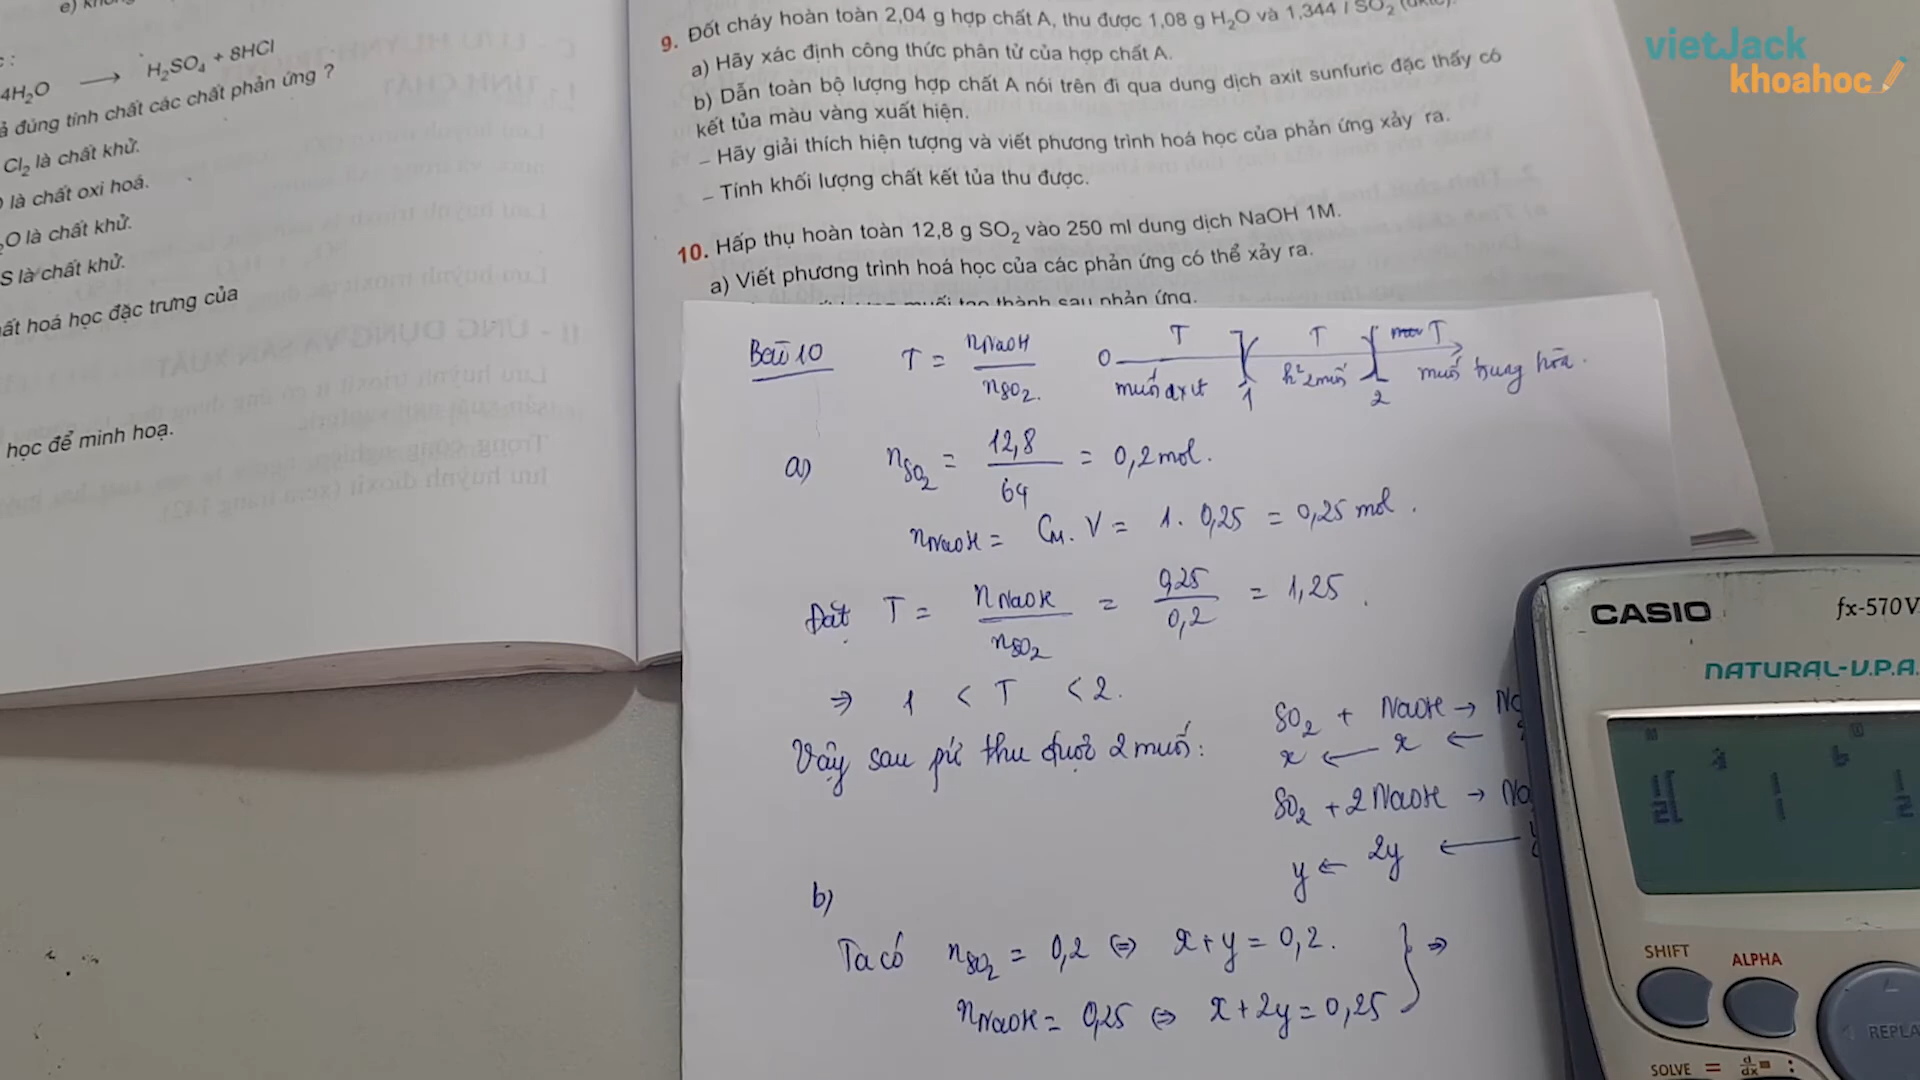 vietJack
khoahoc
4H₂O → H₂SO₄ + 8HCl
đúng tính chất các chất phản ứng ?
Cl₂ là chất khử.
là chất oxi hoá.
O là chất khử.
S là chất khử.
hoá học đặc trưng của
học để minh hoạ.
9. Đốt cháy hoàn toàn 2,04 g hợp chất A, thu được 1,08 g H₂O và 1,344 l SO₂
a) Hãy xác định công thức phân tử của hợp chất A.
b) Dẫn toàn bộ lượng hợp chất A nói trên đi qua dung dịch axit sunfuric đặc thấy có
kết tủa màu vàng xuất hiện.
– Hãy giải thích hiện tượng và viết phương trình hoá học của phản ứng xảy ra.
– Tính khối lượng chất kết tủa thu được.
10. Hấp thụ hoàn toàn 12,8 g SO₂ vào 250 ml dung dịch NaOH 1M.
a) Viết phương trình hoá học của các phản ứng có thể xảy ra.
muối tạo thành sau phản ứng.
Bài 10 T = nNaOH / nSO₂. 0 T 1 T 2 T
muối axit h² 2 muối muối trung hòa.
a) nSO₂ = 12,8 / 64 = 0,2 mol.
nNaOH = CM. V = 1. 0,25 = 0,25 mol.
Đặt T = nNaOH / nSO₂ = 0,25 / 0,2 = 1,25.
⇒ 1 < T < 2.
Vậy sau pứ thu được 2 muối:
SO₂ + NaOH → Na
x ← x ←
SO₂ + 2NaOH → Na
y ← 2y ←
b)
Ta có nSO₂ = 0,2 ⇔ x + y = 0,2. } ⇒
nNaOH = 0,25 ⇔ x + 2y = 0,25
CASIO fx-570V
NATURAL-V.P.A.
SHIFT ALPHA
REPLA
SOLVE = d/dx :